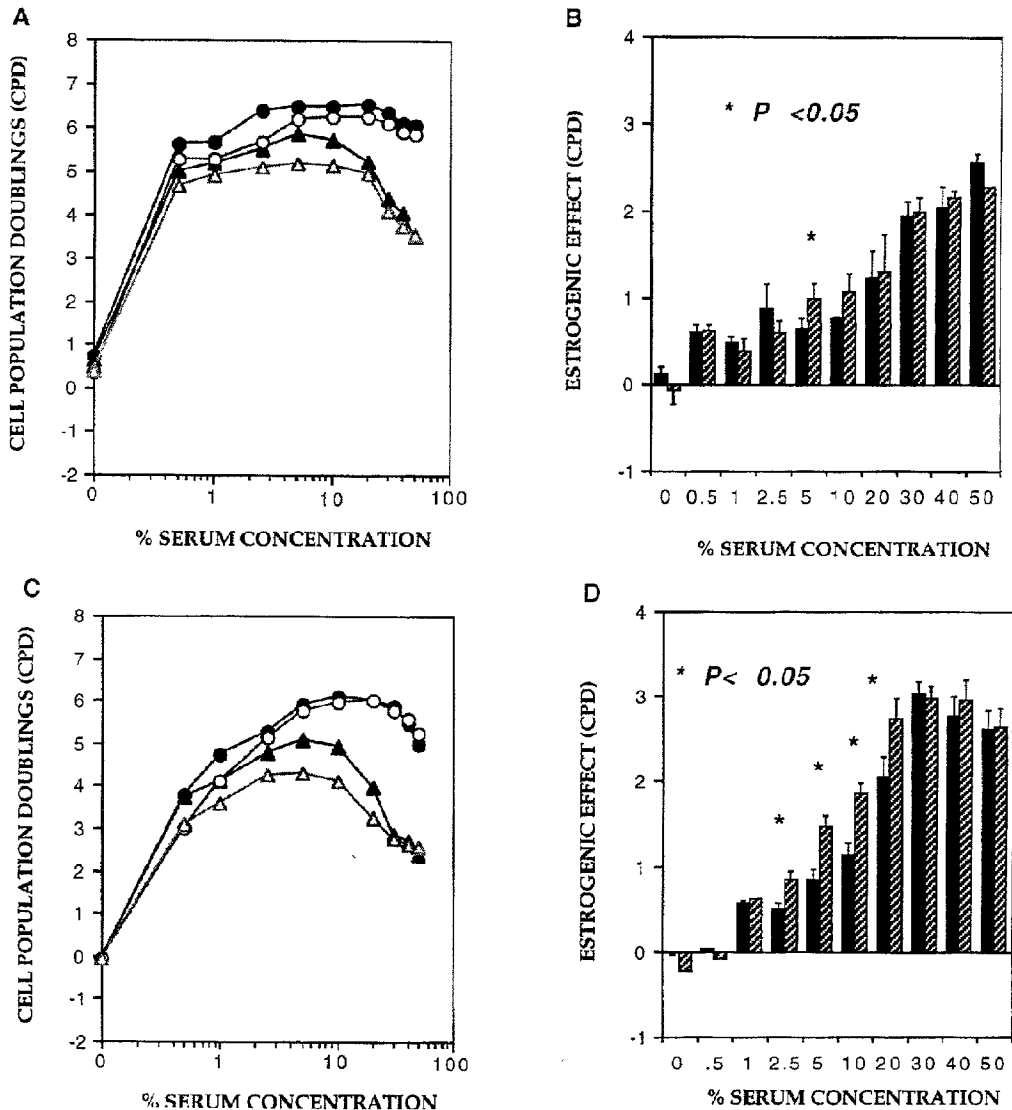 A
CELL POPULATION DOUBLINGS (CPD)
8
7
6
5
4
3
2
1
0
-1
-2
0 1 10 100
% SERUM CONCENTRATION
B
ESTROGENIC EFFECT (CPD)
4
3
2
1
0
-1
* P <0.05
*
0 0.5 1 2.5 5 10 20 30 40 50
% SERUM CONCENTRATION
C
CELL POPULATION DOUBLINGS (CPD)
8
7
6
5
4
3
2
1
0
-1
-2
0 1 10 100
% SERUM CONCENTRATION
D
ESTROGENIC EFFECT (CPD)
4
3
2
1
0
-1
* P< 0.05
*
*
*
*
0 .5 1 2.5 5 10 20 30 40 50
% SERUM CONCENTRATION